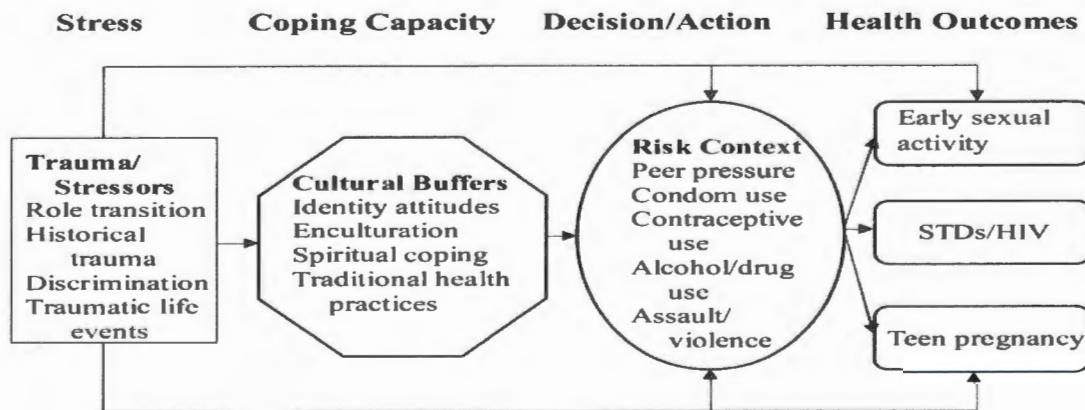 Stress
Coping Capacity
Decision/Action
Health Outcomes
Trauma/
Stressors
Role transition
Historical
trauma
Discrimination
Traumatic life
events
Cultural Buffers
Identity attitudes
Enculturation
Spiritual coping
Traditional health
practices
Risk Context
Peer pressure
Condom use
Contraceptive
use
Alcohol/drug
use
Assault/
violence
Early sexual
activity
STDs/HIV
Teen pregnancy